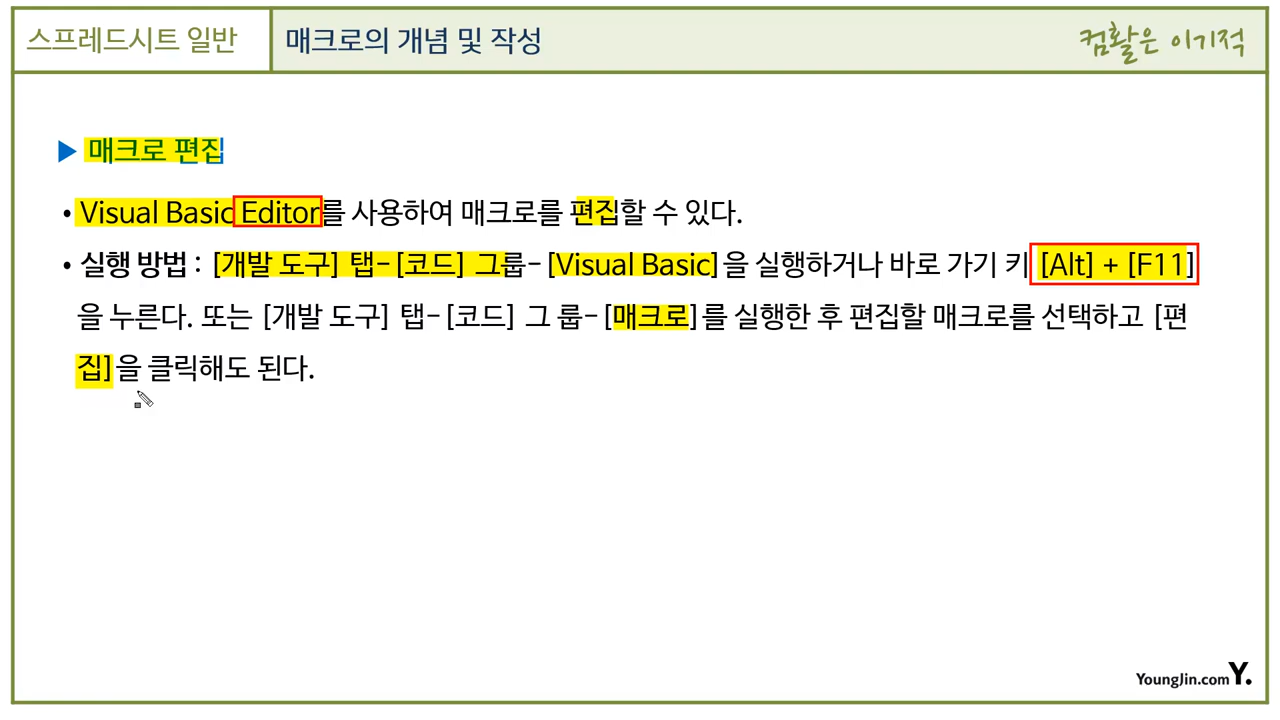 스프레드시트 일반
매크로의 개념 및 작성
컴활은 이기적
▶ 매크로 편집
• Visual Basic Editor를 사용하여 매크로를 편집할 수 있다.
• 실행 방법 : [개발 도구] 탭-[코드] 그룹-[Visual Basic]을 실행하거나 바로 가기 키 [Alt] + [F11]
을 누른다. 또는 [개발 도구] 탭-[코드] 그 룹-[매크로]를 실행한 후 편집할 매크로를 선택하고 [편
집]을 클릭해도 된다.
YoungJin.com Y.